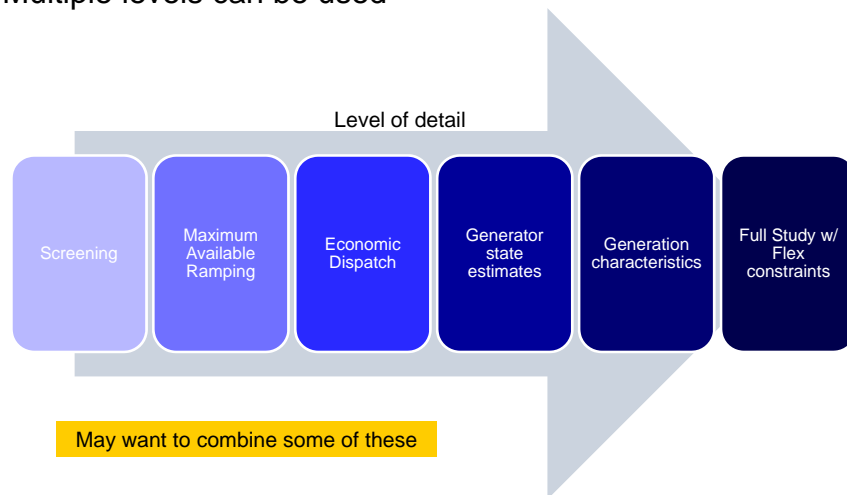 Multiple levels can be used
Level of detail
Screening
Maximum
Available
Ramping
Economic
Dispatch
Generator
state
estimates
Generation
characteristics
Full Study w/
Flex
constraints
May want to combine some of these